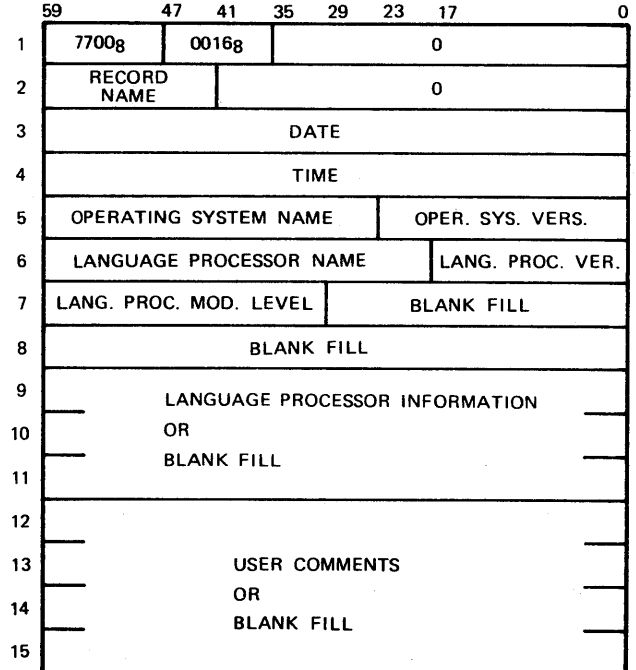 59 47 41 35 29 23 17 0
1 7700₈ 0016₈ 0
2 RECORD NAME 0
3 DATE
4 TIME
5 OPERATING SYSTEM NAME OPER. SYS. VERS.
6 LANGUAGE PROCESSOR NAME LANG. PROC. VER.
7 LANG. PROC. MOD. LEVEL BLANK FILL
8 BLANK FILL
9 LANGUAGE PROCESSOR INFORMATION
10 OR
11 BLANK FILL
12
13 USER COMMENTS
14 OR
BLANK FILL
15